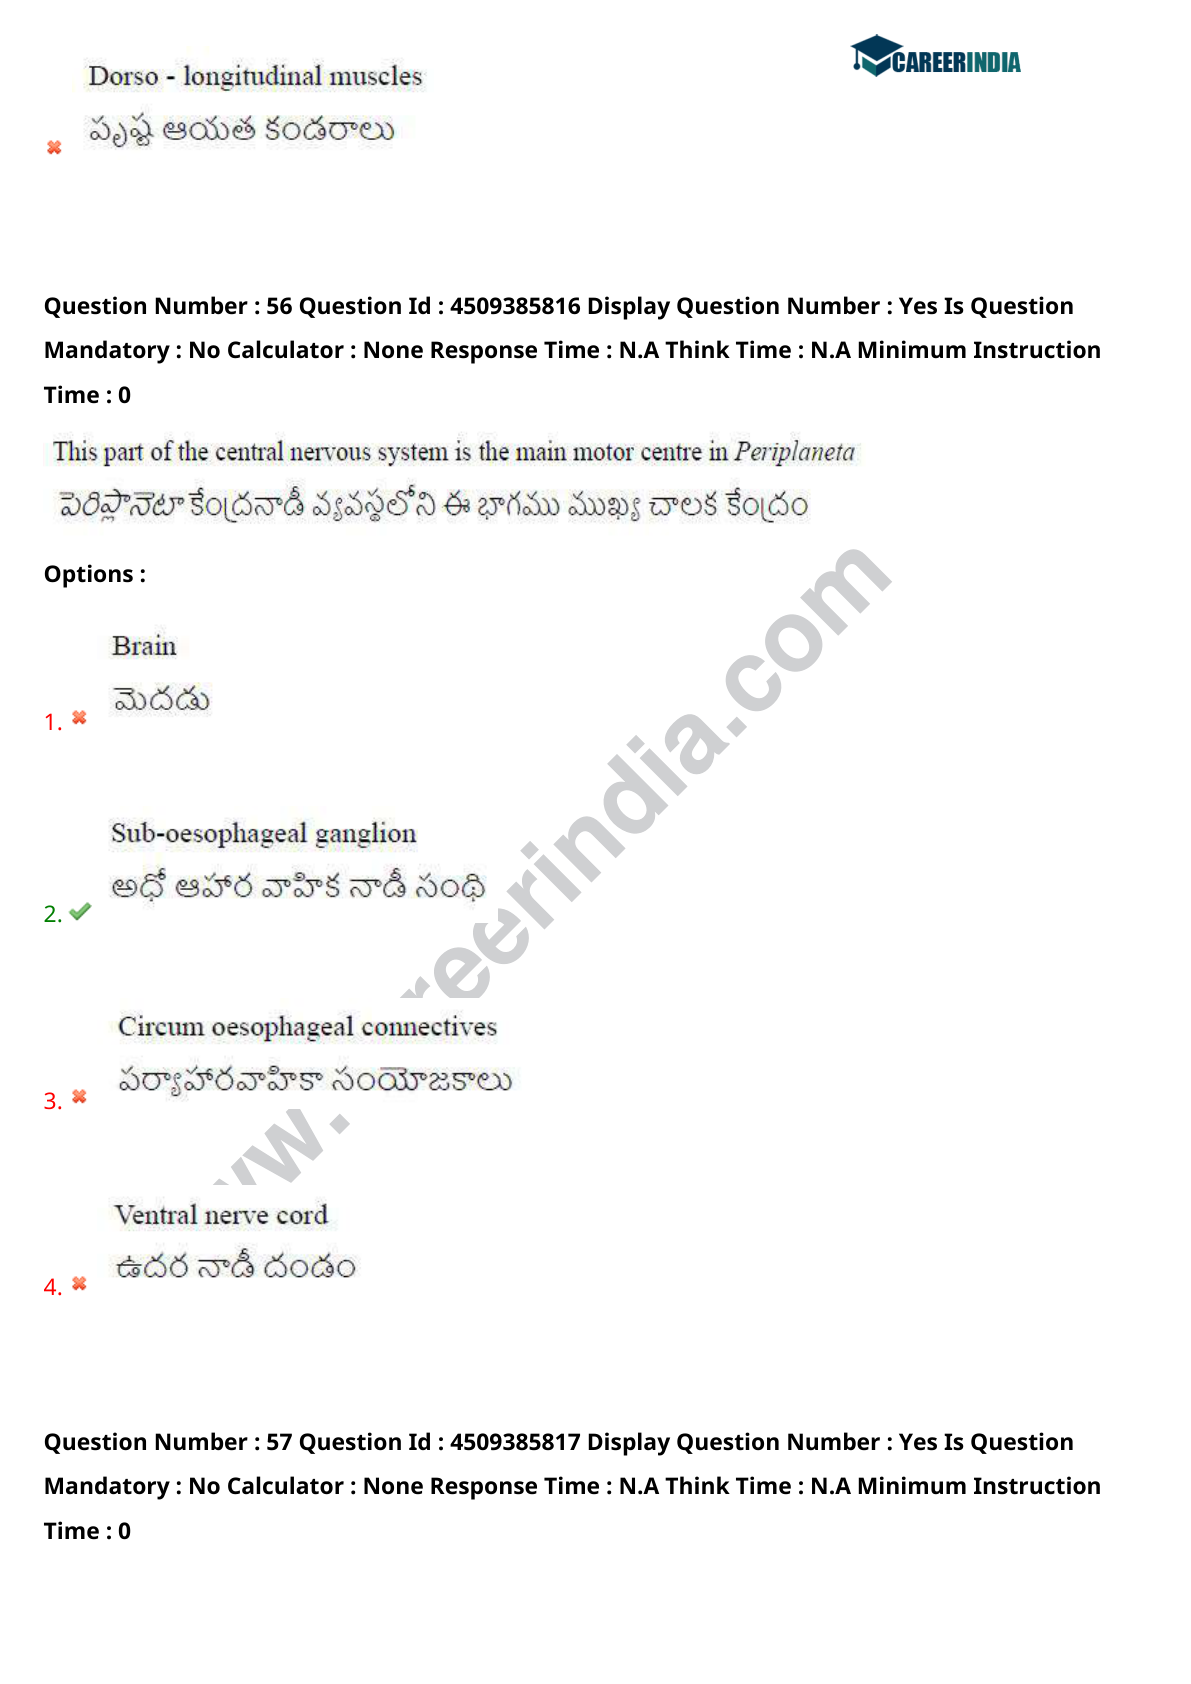 CAREERINDIA
Dorso - longitudinal muscles
పృష్ట ఆయత కండరాలు
Question Number : 56 Question Id : 4509385816 Display Question Number : Yes Is Question
Mandatory : No Calculator : None Response Time : N.A Think Time : N.A Minimum Instruction
Time : 0
This part of the central nervous system is the main motor centre in Periplaneta
పెరిప్లానెటా కేంద్రనాడీ వ్యవస్థలోని ఈ భాగము ముఖ్య చాలక కేంద్రం
Options :
Brain
మెదడు
1.
Sub-oesophageal ganglion
అధో ఆహార వాహిక నాడీ సంధి
2.
Circum oesophageal connectives
పర్యాహారవాహికా సంయోజకాలు
3.
Ventral nerve cord
ఉదర నాడీ దండం
4.
Question Number : 57 Question Id : 4509385817 Display Question Number : Yes Is Question
Mandatory : No Calculator : None Response Time : N.A Think Time : N.A Minimum Instruction
Time : 0